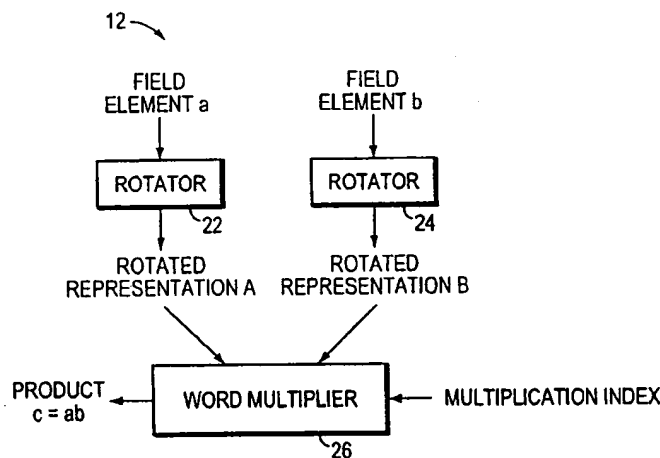 12
FIELD
ELEMENT a
FIELD
ELEMENT b
ROTATOR
22
ROTATOR
24
ROTATED
REPRESENTATION A
ROTATED
REPRESENTATION B
PRODUCT
c = ab
WORD MULTIPLIER
26
MULTIPLICATION INDEX